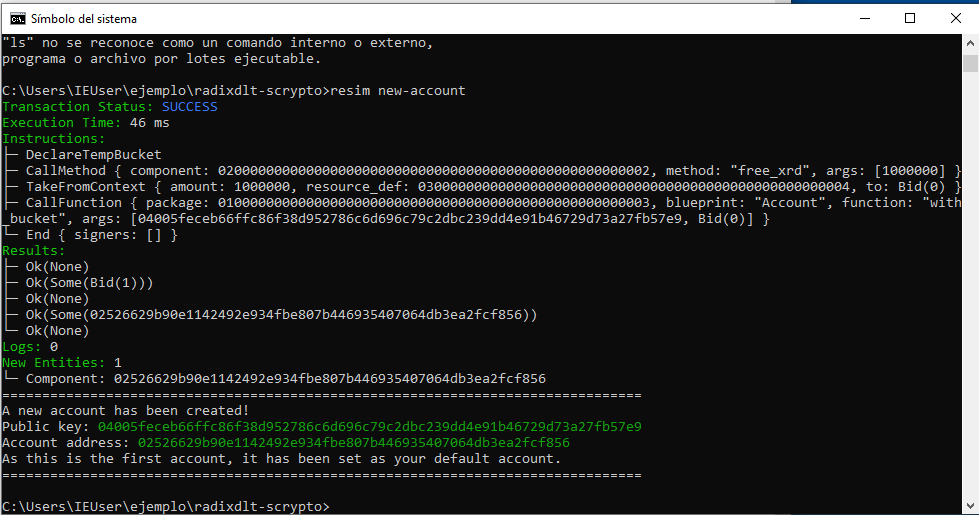 Símbolo del sistema
"ls" no se reconoce como un comando interno o externo,
programa o archivo por lotes ejecutable.
C:\Users\IEUser\ejemplo\radixdlt-scrypto>resim new-account
Transaction Status: SUCCESS
Execution Time: 46 ms
Instructions:
├─ DeclareTempBucket
├─ CallMethod { component: 020000000000000000000000000000000000000000000000000002, method: "free_xrd", args: [1000000] }
├─ TakeFromContext { amount: 1000000, resource_def: 030000000000000000000000000000000000000000000000000004, to: Bid(0) }
├─ CallFunction { package: 010000000000000000000000000000000000000000000000000003, blueprint: "Account", function: "with
_bucket", args: [04005feceb66ffc86f38d952786c6d696c79c2dbc239dd4e91b46729d73a27fb57e9, Bid(0)] }
└─ End { signers: [] }
Results:
├─ Ok(None)
├─ Ok(Some(Bid(1)))
├─ Ok(None)
├─ Ok(Some(02526629b90e1142492e934fbe807b446935407064db3ea2fcf856))
└─ Ok(None)
Logs: 0
New Entities: 1
└─ Component: 02526629b90e1142492e934fbe807b446935407064db3ea2fcf856
================================================================================
A new account has been created!
Public key: 04005feceb66ffc86f38d952786c6d696c79c2dbc239dd4e91b46729d73a27fb57e9
Account address: 02526629b90e1142492e934fbe807b446935407064db3ea2fcf856
As this is the first account, it has been set as your default account.
================================================================================
C:\Users\IEUser\ejemplo\radixdlt-scrypto>